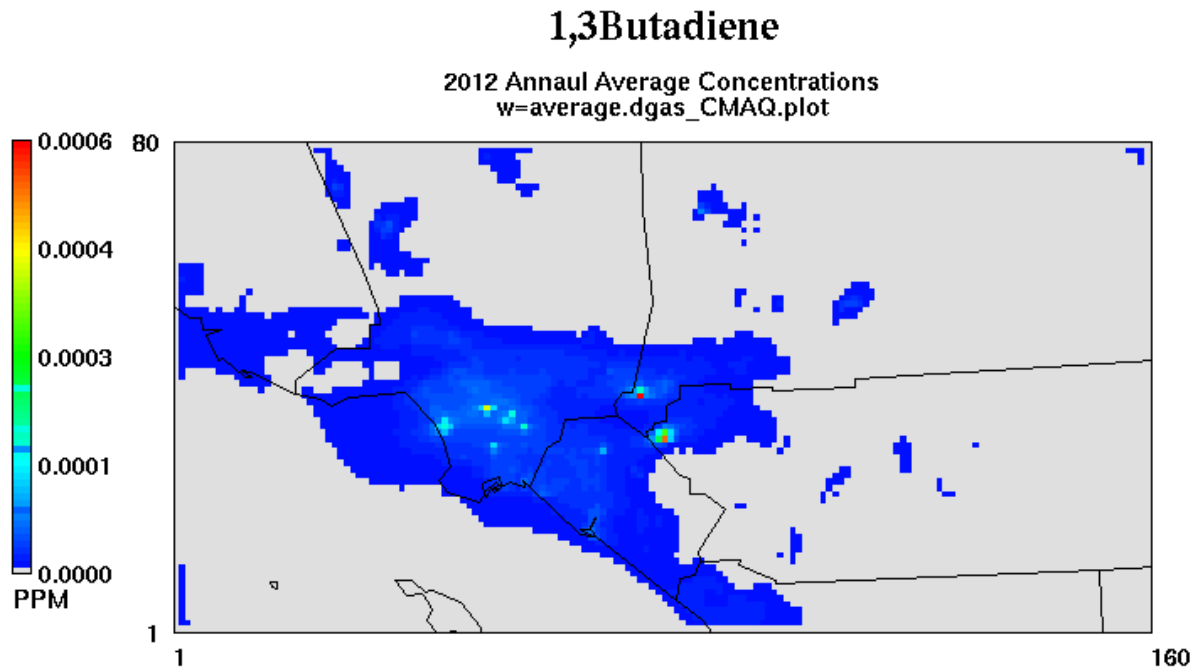 1,3Butadiene
2012 Annaul Average Concentrations
w=average.dgas_CMAQ.plot
0.0006
0.0004
0.0003
0.0001
0.0000
PPM
80
1
1
160